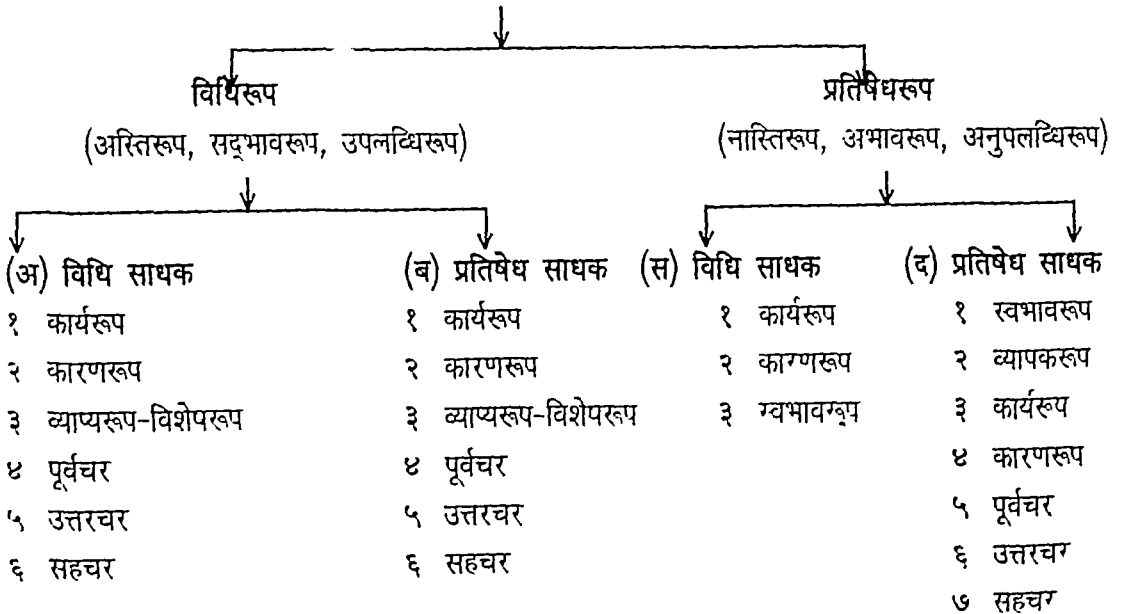 विधिरूप
(अस्तिरूप, सद्भावरूप, उपलव्धिरूप)
प्रतिषेधरूप
(नास्तिरूप, अभावरूप, अनुपलव्धिरूप)
(अ) विधि साधक
१ कार्यरूप
२ कारणरूप
३ व्याप्यरूप-विशेषरूप
४ पूर्वचर
५ उत्तरचर
६ सहचर
(ब) प्रतिषेध साधक
१ कार्यरूप
२ कारणरूप
३ व्याप्यरूप-विशेषरूप
४ पूर्वचर
५ उत्तरचर
६ सहचर
(स) विधि साधक
१ कार्यरूप
२ कारणरूप
३ स्वभावरूप
(द) प्रतिषेध साधक
१ स्वभावरूप
२ व्यापकरूप
३ कार्यरूप
४ कारणरूप
५ पूर्वचर
६ उत्तरचर
७ सहचर